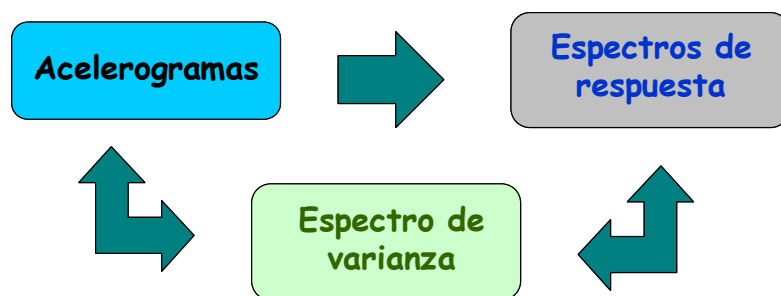 Acelerogramas
Espectros de
respuesta
Espectro de
varianza